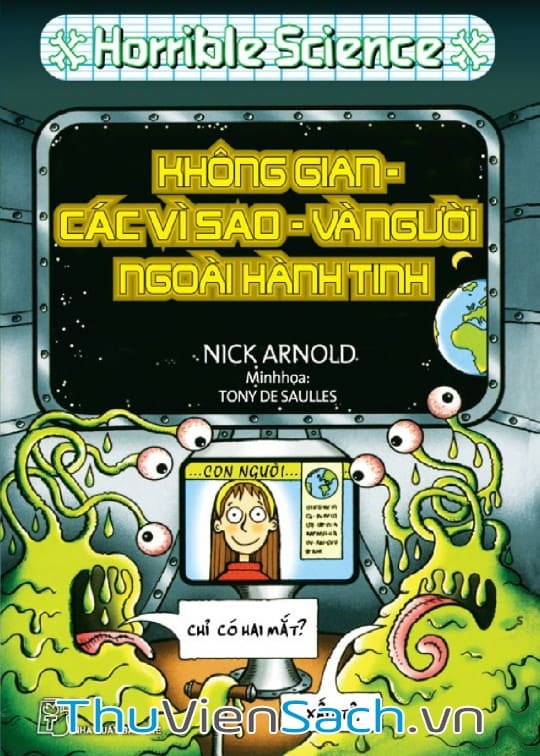 Horrible Science
KHÔNG GIAN -
CÁC VÌ SAO - VÀ NGƯỜI
NGOÀI HÀNH TINH
NICK ARNOLD
Minh họa:
TONY DE SAULLES
...CON NGƯỜI...
CHỈ CÓ HAI MẮT?
ThuVienSach.vn